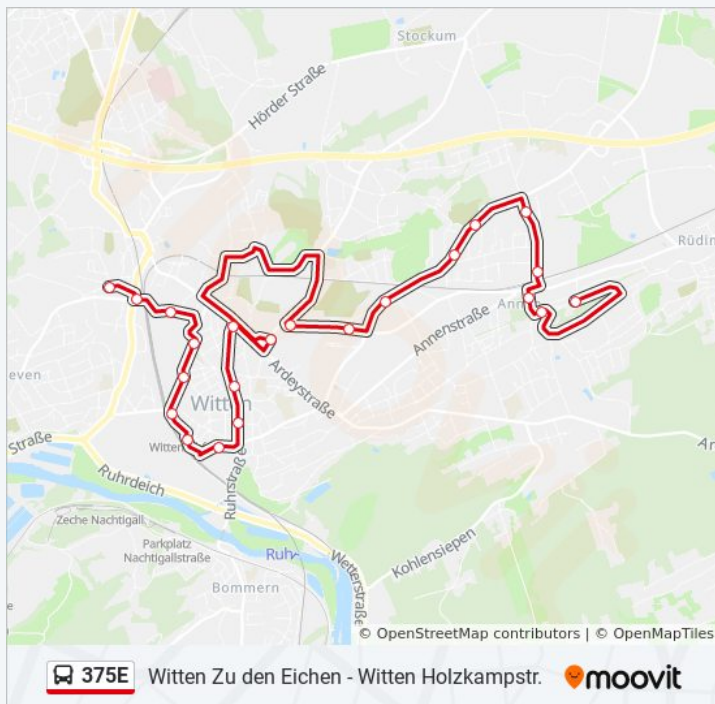 Stockum
Hörder Straße
Rüdin
Anne
Annenstraße
Ardeystraße
even
Witten
Straße
Witten
An
Ruhrdeich
Ruhrstraße
Zeche Nachtigall
Parkplatz
Nachtigallstraße
Ruhr-
Kohlensiepen
Wetterstraße
Bommern
© OpenStreetMap contributors | © OpenMapTiles
375E Witten Zu den Eichen - Witten Holzkampstr. moovit